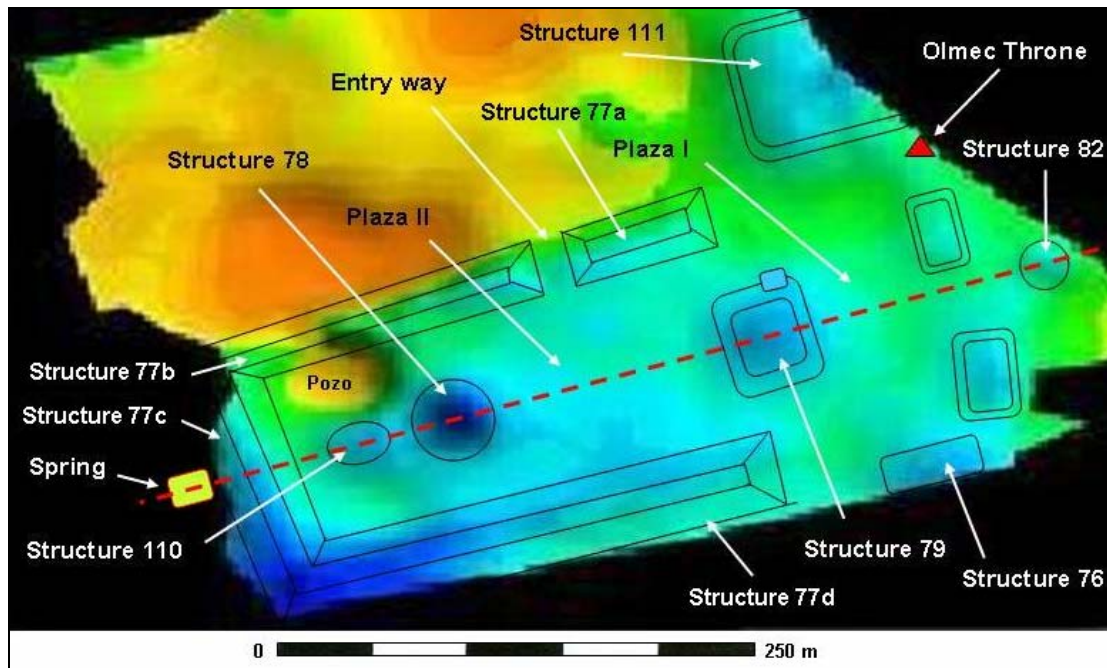 Structure 111
Olmec Throne
Entry way
Structure 77a
Structure 78
Plaza I
Structure 82
Plaza II
Structure 77b
Pozo
Structure 77c
Spring
Structure 110
Structure 79
Structure 76
Structure 77d
0 250 m